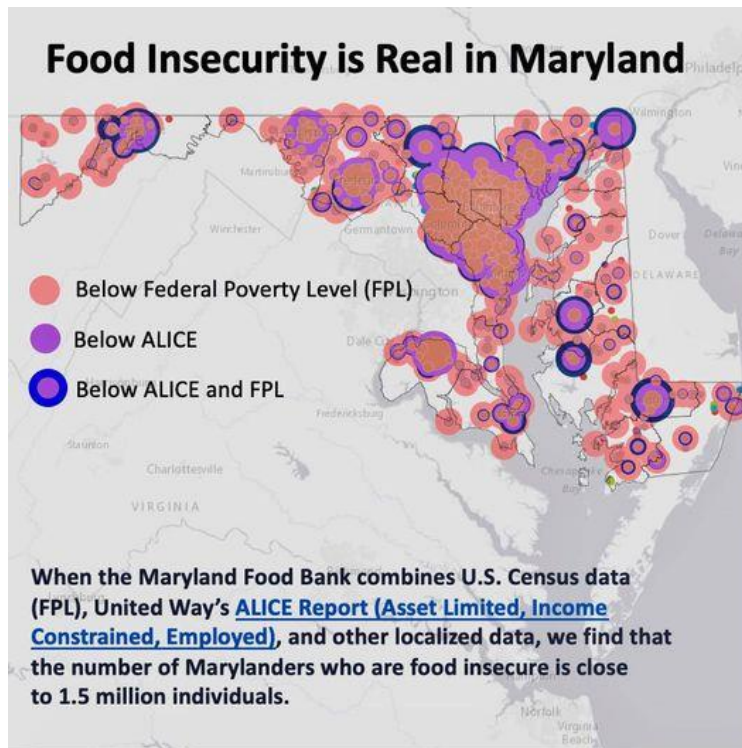 Food Insecurity is Real in Maryland
Philadelp
Wilmington
Martinsburg
Winchester
Germantown
Dover
DELAWARE
Below Federal Poverty Level (FPL)
Below ALICE
Dale
Below ALICE and FPL
Fredericksburg
Staunton
Charlottesville
Chesapeake
Bay
VIRGINIA
When the Maryland Food Bank combines U.S. Census data
(FPL), United Way’s ALICE Report (Asset Limited, Income
Constrained, Employed), and other localized data, we find that
the number of Marylanders who are food insecure is close
to 1.5 million individuals.
Norfolk
Virginia
Beach